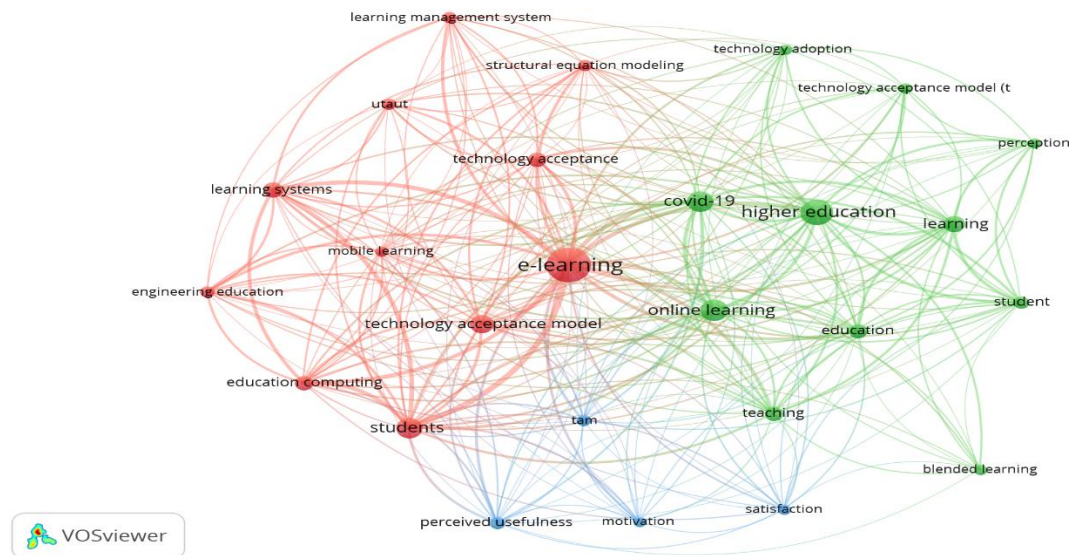 learning management system
technology adoption
structural equation modeling
technology acceptance model (t
utaut
perception
technology acceptance
learning systems
covid-19
higher education
learning
mobile learning
e-learning
engineering education
student
online learning
technology acceptance model
education
education computing
teaching
tam
students
blended learning
satisfaction
perceived usefulness
motivation
VOSviewer